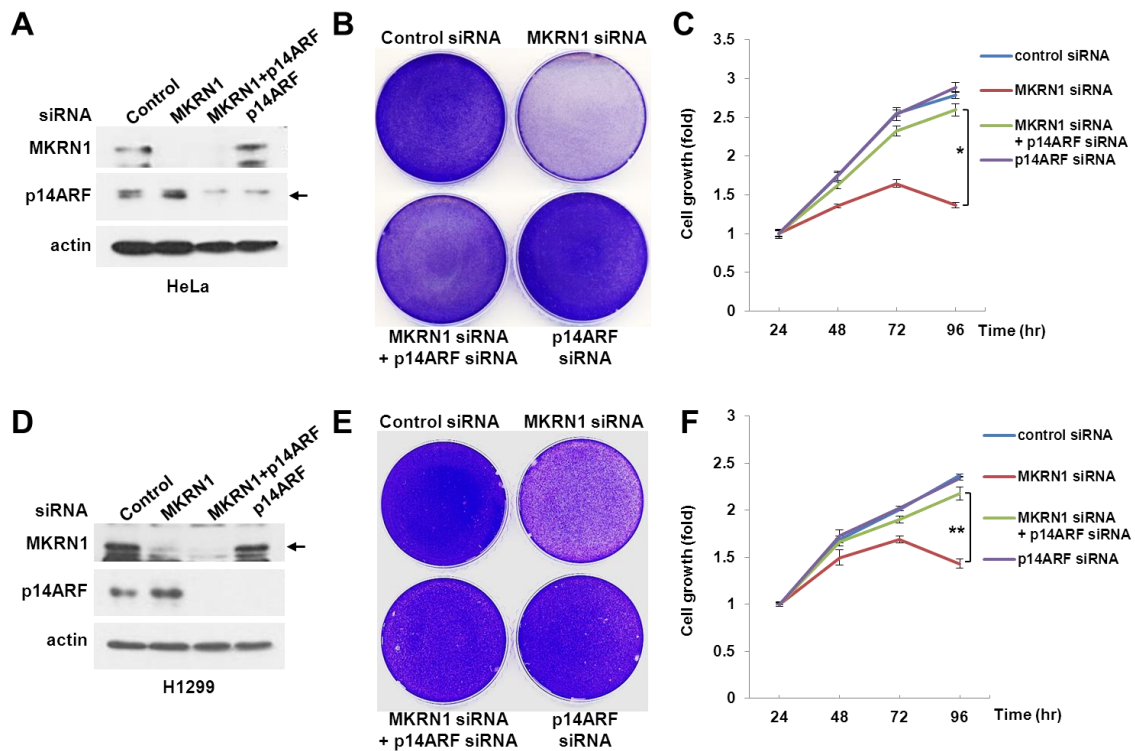 A
siRNA
Control
MKRN1
MKRN1+p14ARF
p14ARF
MKRN1
p14ARF
actin
HeLa
B
Control siRNA
MKRN1 siRNA
MKRN1 siRNA
+ p14ARF siRNA
p14ARF
siRNA
C
Cell growth (fold)
3.5
3
2.5
2
1.5
1
0.5
0
24
48
72
96
Time (hr)
*
control siRNA
MKRN1 siRNA
MKRN1 siRNA
+ p14ARF siRNA
p14ARF siRNA
D
siRNA
Control
MKRN1
MKRN1+p14ARF
p14ARF
MKRN1
p14ARF
actin
H1299
E
Control siRNA
MKRN1 siRNA
MKRN1 siRNA
+ p14ARF siRNA
p14ARF
siRNA
F
Cell growth (fold)
3
2.5
2
1.5
1
0.5
0
24
48
72
96
Time (hr)
**
control siRNA
MKRN1 siRNA
MKRN1 siRNA
+ p14ARF siRNA
p14ARF siRNA